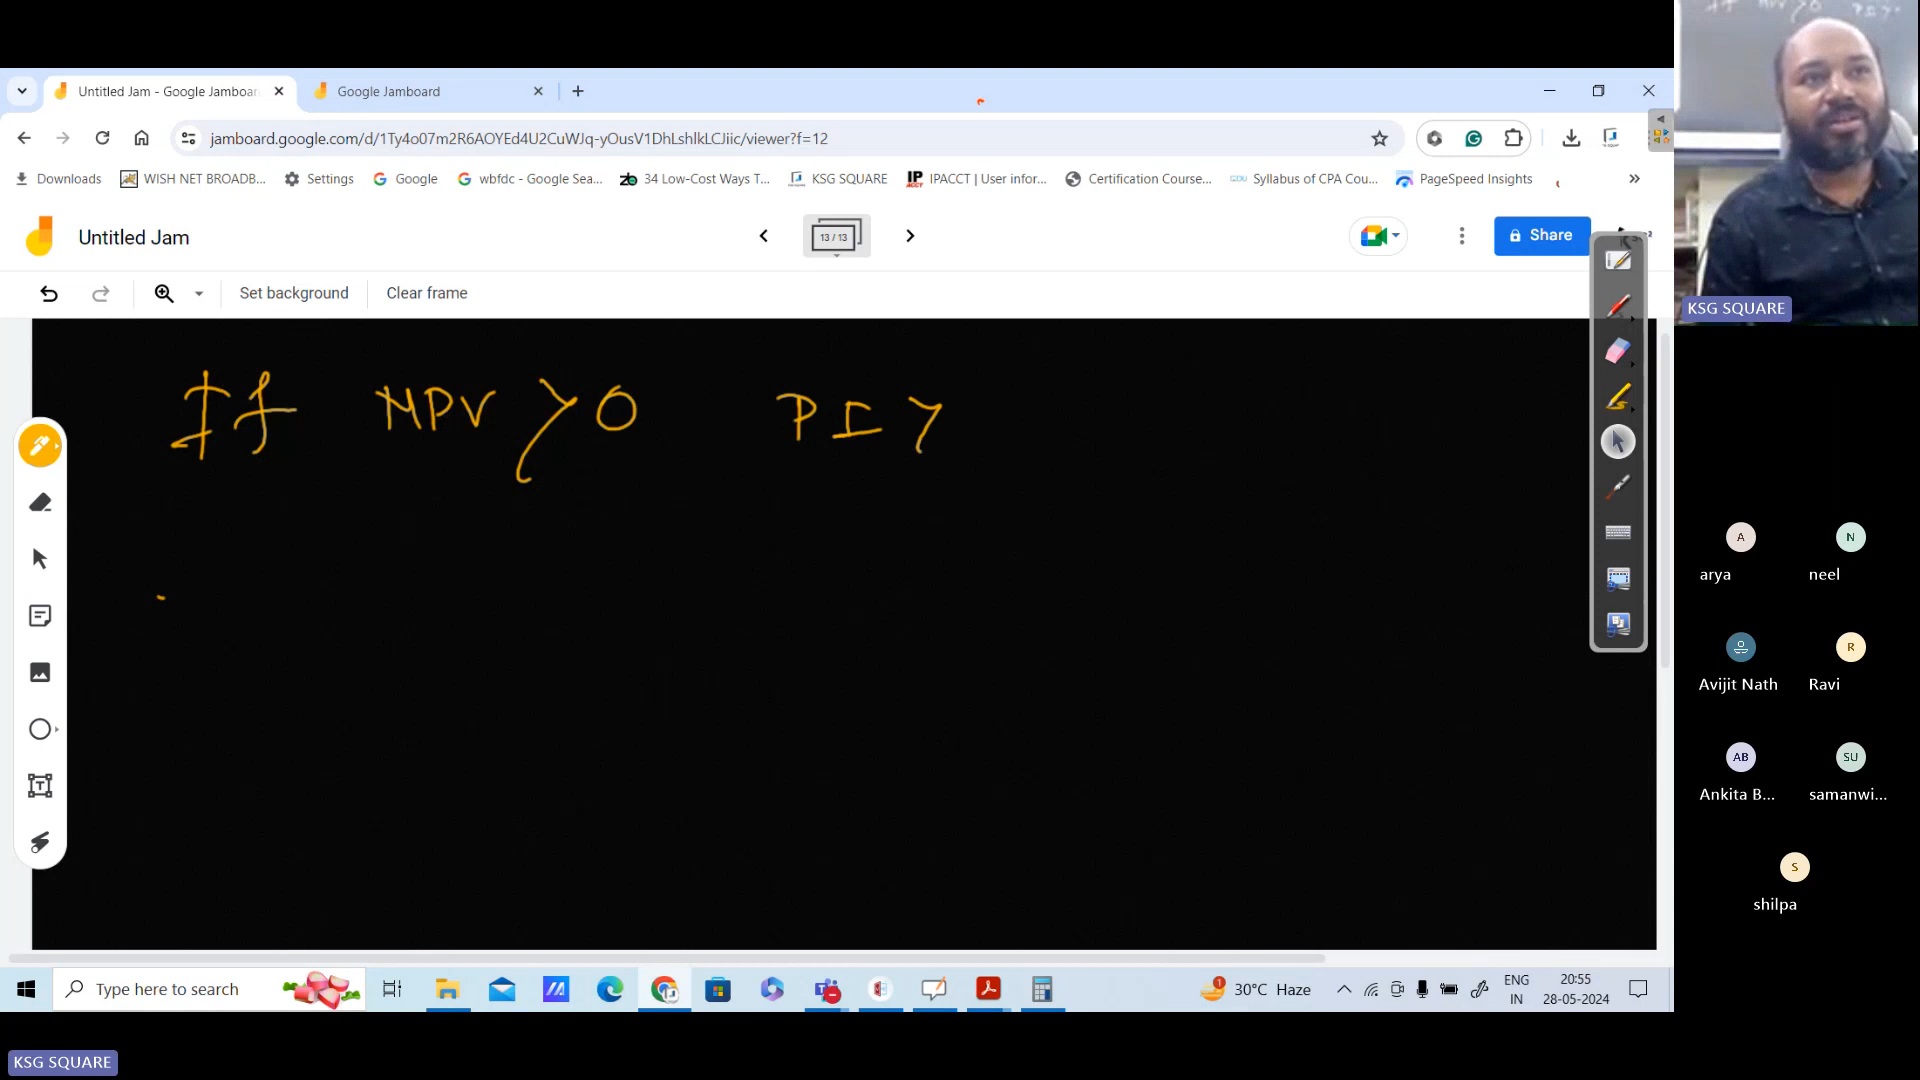 Untitled Jam - Google Jamboar
Google Jamboard
jamboard.google.com/d/1Ty4o07m2R6AOYEd4U2CuWJq-yOusV1DhLshlkLCJiic/viewer?f=12
Downloads WISH NET BROADB... Settings Google wbfdc - Google Sea... 34 Low-Cost Ways T... KSG SQUARE IPACCT | User infor... Certification Course... Syllabus of CPA Cou... PageSpeed Insights
Untitled Jam
13 / 13
Share
Set background Clear frame
If NPV > 0 PI >
KSG SQUARE
A N
arya neel
R
Avijit Nath Ravi
AB SU
Ankita B... samanwi...
S
shilpa
Type here to search
30°C Haze
ENG
IN
20:55
28-05-2024
KSG SQUARE